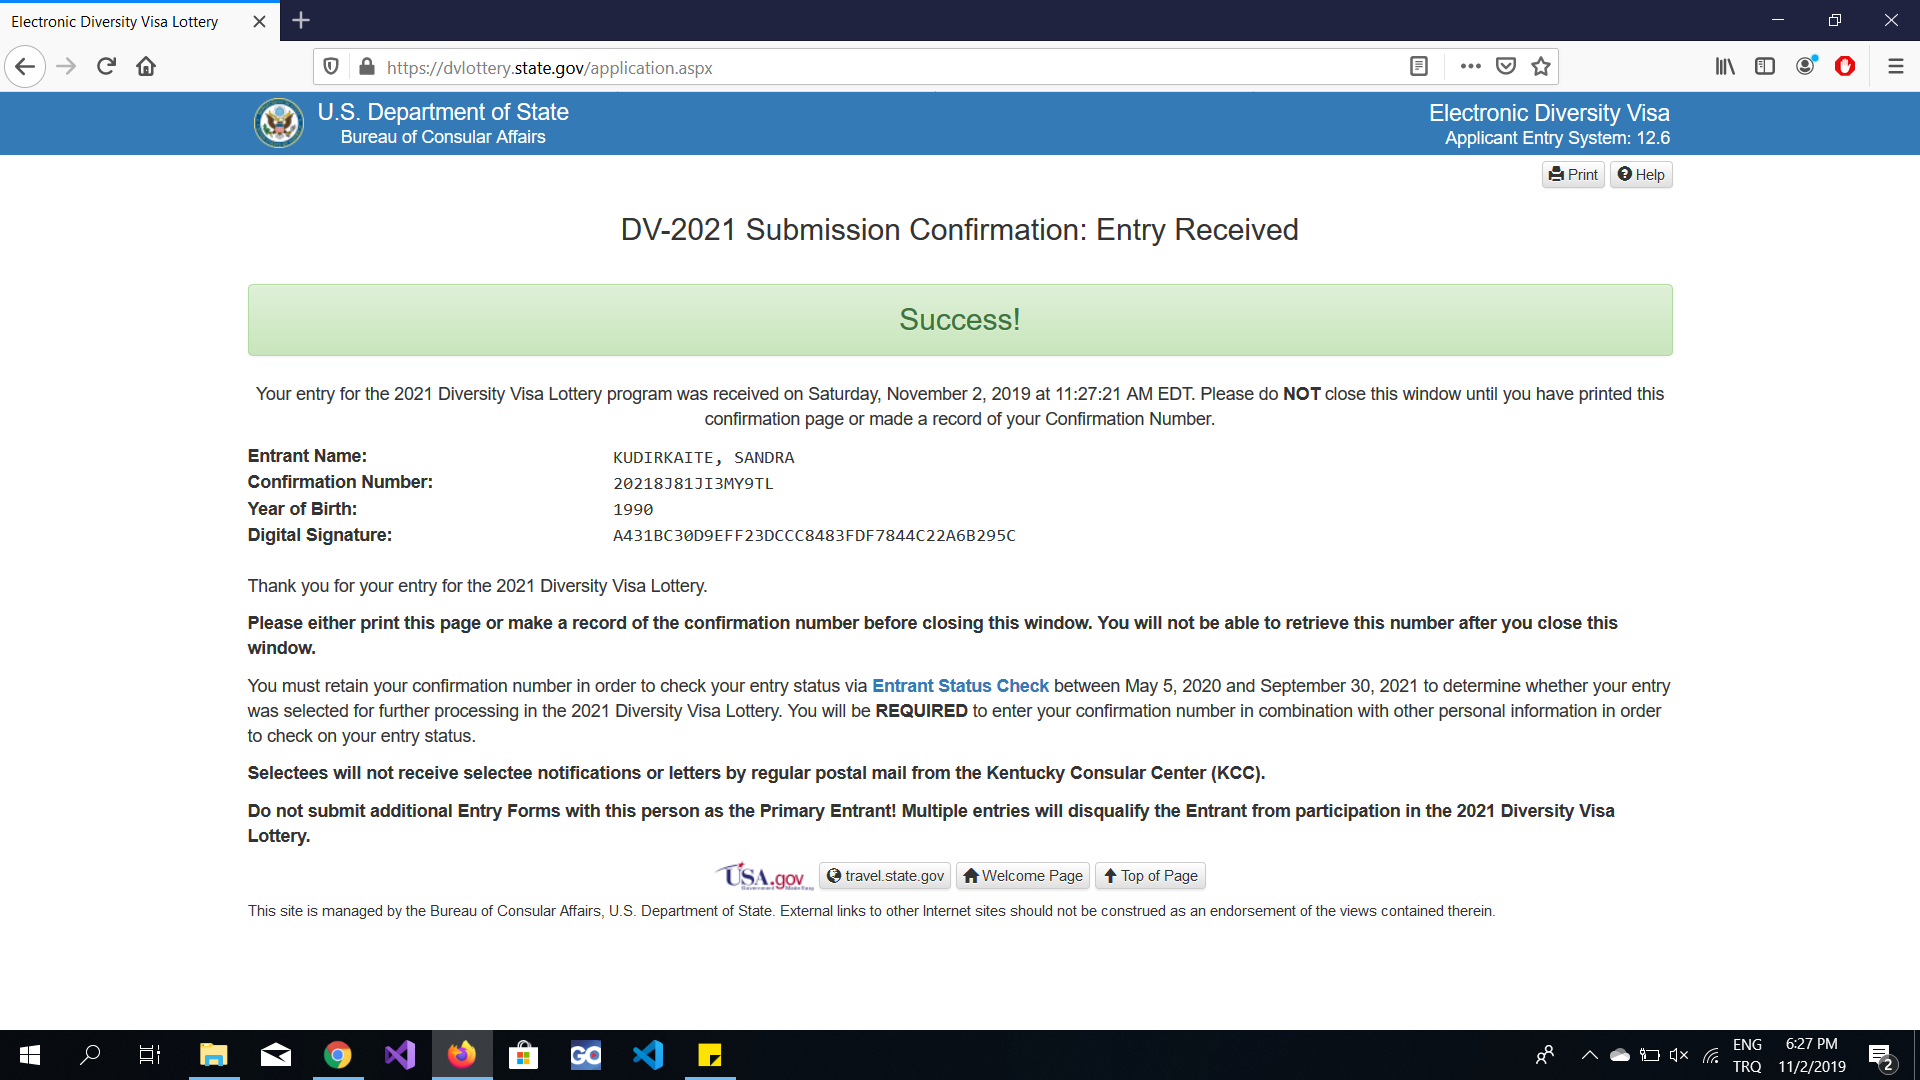 Electronic Diversity Visa Lottery
https://dvlottery.state.gov/application.aspx
U.S. Department of State
Bureau of Consular Affairs
Electronic Diversity Visa
Applicant Entry System: 12.6
Print Help
DV-2021 Submission Confirmation: Entry Received
Success!
Your entry for the 2021 Diversity Visa Lottery program was received on Saturday, November 2, 2019 at 11:27:21 AM EDT. Please do NOT close this window until you have printed this
confirmation page or made a record of your Confirmation Number.
Entrant Name: KUDIRKAITE, SANDRA
Confirmation Number: 20218J81JI3MY9TL
Year of Birth: 1990
Digital Signature: A431BC30D9EFF23DCCC8483FDF7844C22A6B295C
Thank you for your entry for the 2021 Diversity Visa Lottery.
Please either print this page or make a record of the confirmation number before closing this window. You will not be able to retrieve this number after you close this
window.
You must retain your confirmation number in order to check your entry status via Entrant Status Check between May 5, 2020 and September 30, 2021 to determine whether your entry
was selected for further processing in the 2021 Diversity Visa Lottery. You will be REQUIRED to enter your confirmation number in combination with other personal information in order
to check on your entry status.
Selectees will not receive selectee notifications or letters by regular postal mail from the Kentucky Consular Center (KCC).
Do not submit additional Entry Forms with this person as the Primary Entrant! Multiple entries will disqualify the Entrant from participation in the 2021 Diversity Visa
Lottery.
USA.gov travel.state.gov Welcome Page Top of Page
This site is managed by the Bureau of Consular Affairs, U.S. Department of State. External links to other Internet sites should not be construed as an endorsement of the views contained therein.
GO
ENG
TRQ
6:27 PM
11/2/2019
2